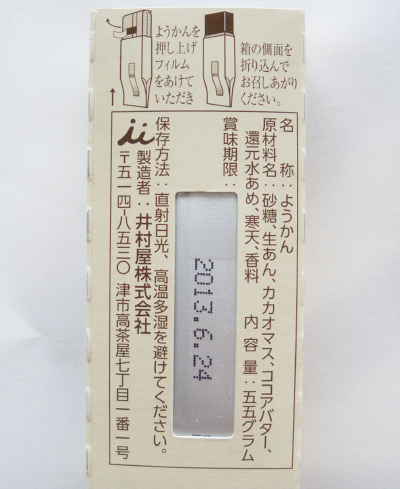 ようかんを
押し上げ
フィルム
をあけて
いただき
箱の側面を
折り込んで
お召しあがり
ください。
名　称：ようかん
原材料名：砂糖、生あん、カカオマス、ココアバター、
還元水あめ、寒天、香料　内容量：五五グラム
賞味期限：
2013.6.24
保存方法：直射日光、高温多湿を避けてください。
製造者：井村屋株式会社
〒五一四-八五三〇　津市高茶屋七丁目一番一号